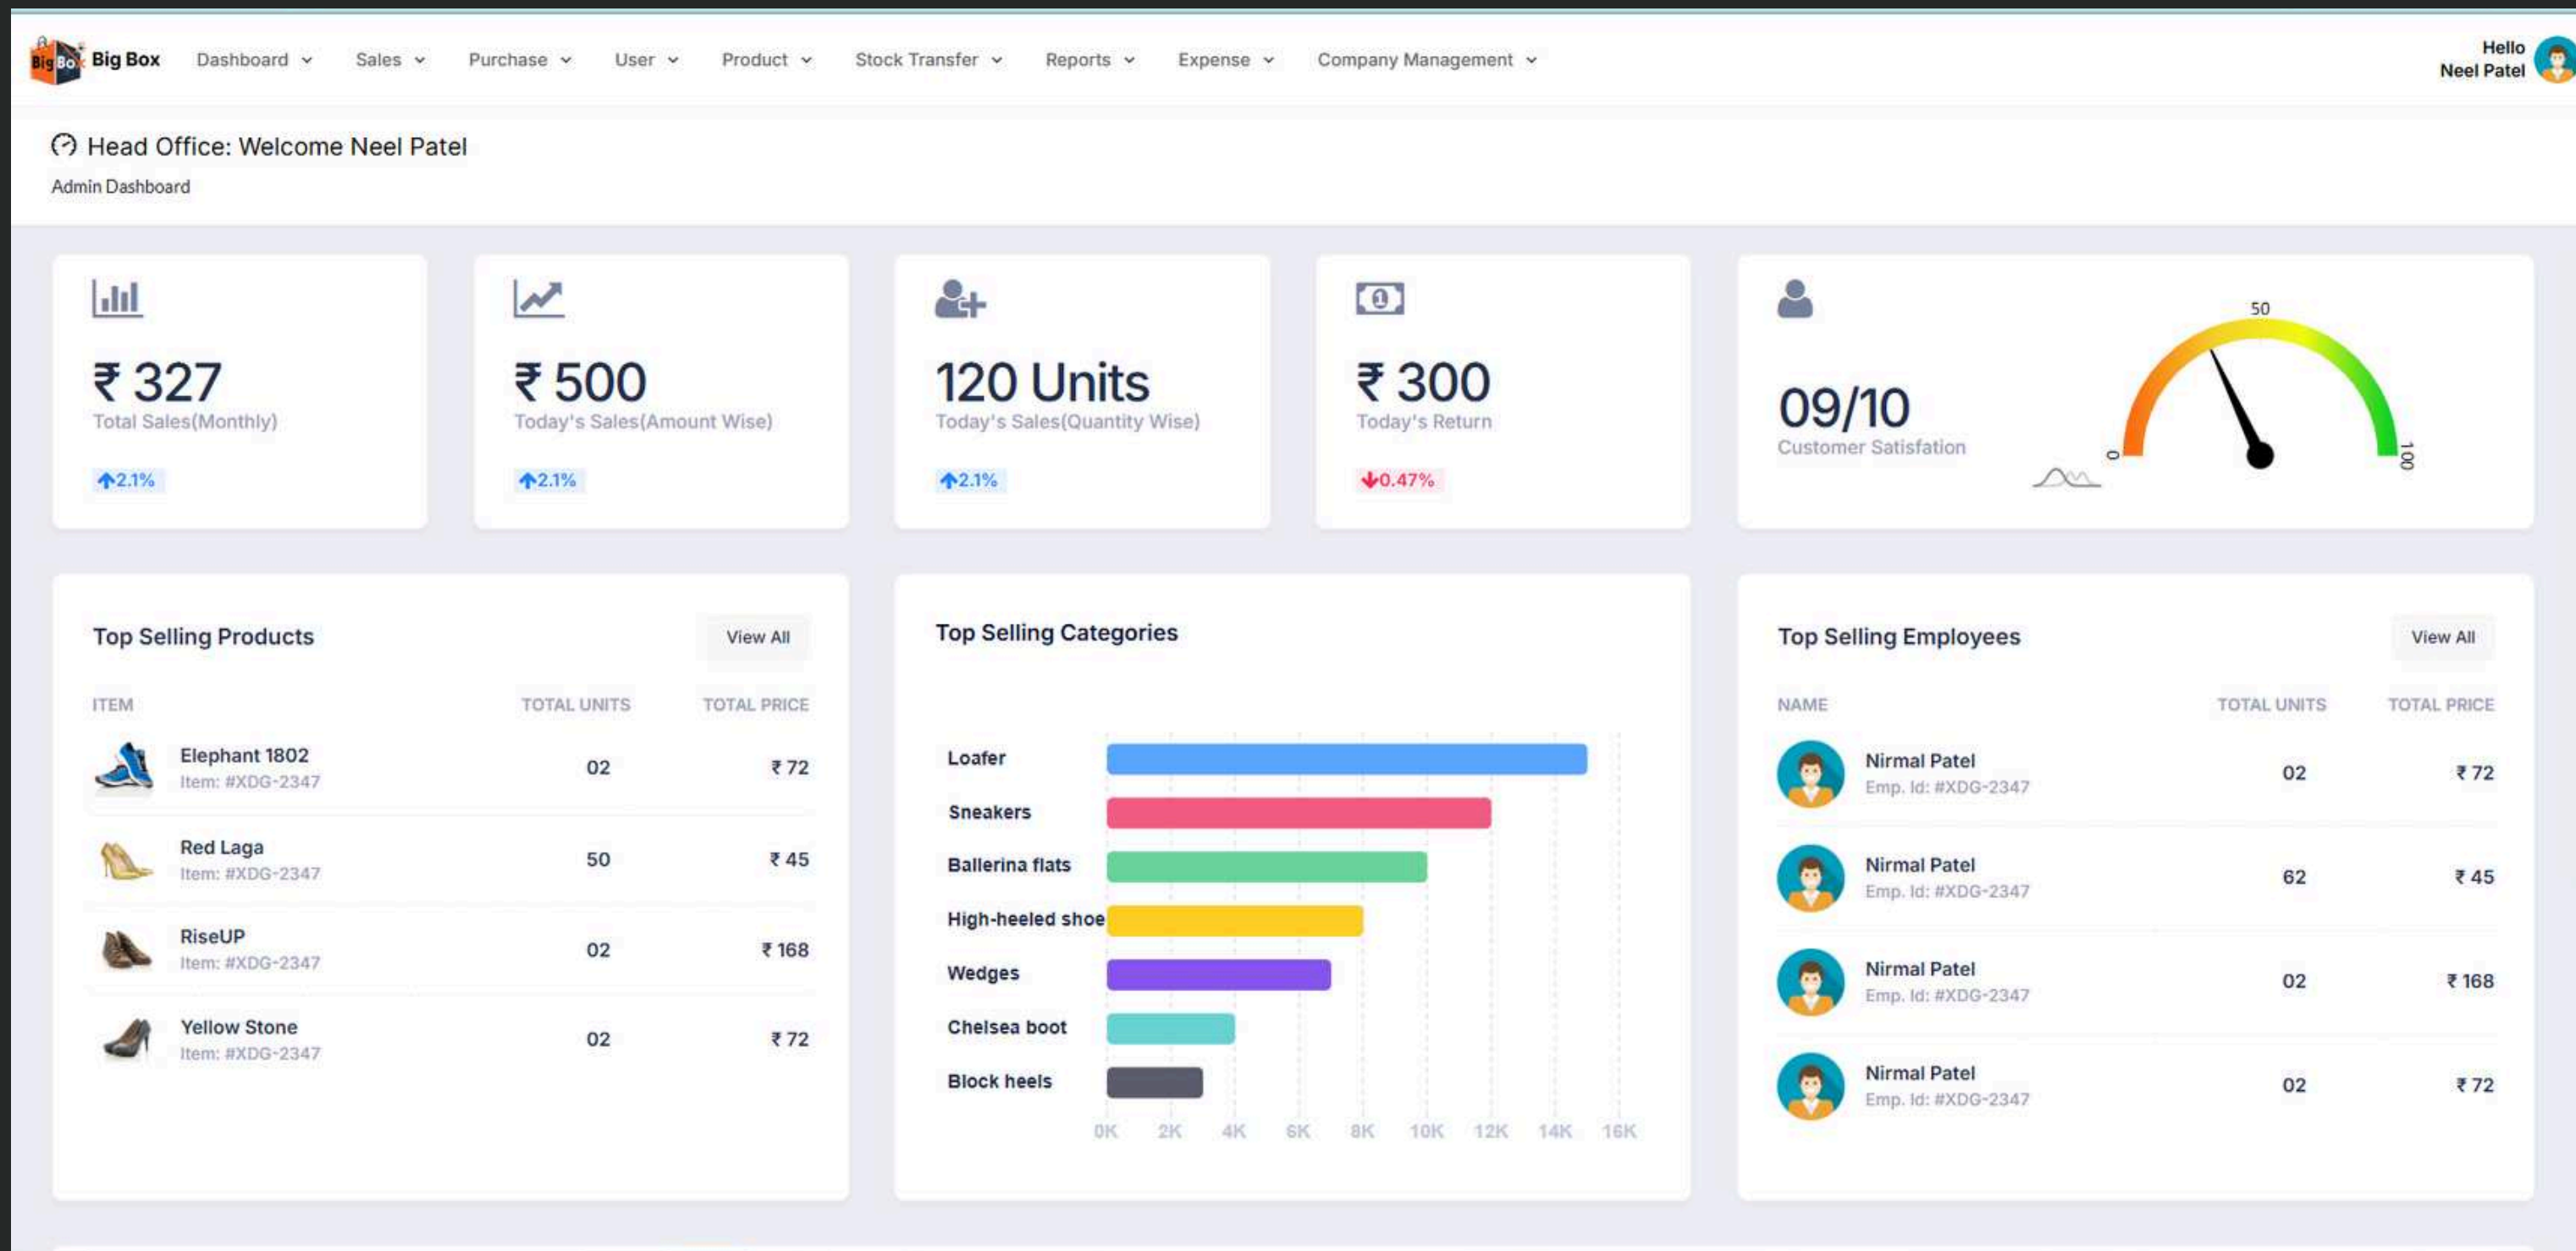 BigBox Big Box Dashboard Sales Purchase User Product Stock Transfer Reports Expense Company Management Hello
Neel Patel
Head Office: Welcome Neel Patel
Admin Dashboard
₹ 327
Total Sales(Monthly)
2.1%
₹ 500
Today's Sales(Amount Wise)
2.1%
120 Units
Today's Sales(Quantity Wise)
2.1%
1
₹ 300
Today's Return
0.47%
09/10
Customer Satisfation
0
50
100
Top Selling Products View All
ITEM TOTAL UNITS TOTAL PRICE
Elephant 1802
Item: #XDG-2347
02 ₹ 72
Red Laga
Item: #XDG-2347
50 ₹ 45
RiseUP
Item: #XDG-2347
02 ₹ 168
Yellow Stone
Item: #XDG-2347
02 ₹ 72
Top Selling Categories
Loafer
Sneakers
Ballerina flats
High-heeled shoe
Wedges
Chelsea boot
Block heels
0K 2K 4K 6K 8K 10K 12K 14K 16K
Top Selling Employees View All
NAME TOTAL UNITS TOTAL PRICE
Nirmal Patel
Emp. Id: #XDG-2347
02 ₹ 72
Nirmal Patel
Emp. Id: #XDG-2347
62 ₹ 45
Nirmal Patel
Emp. Id: #XDG-2347
02 ₹ 168
Nirmal Patel
Emp. Id: #XDG-2347
02 ₹ 72